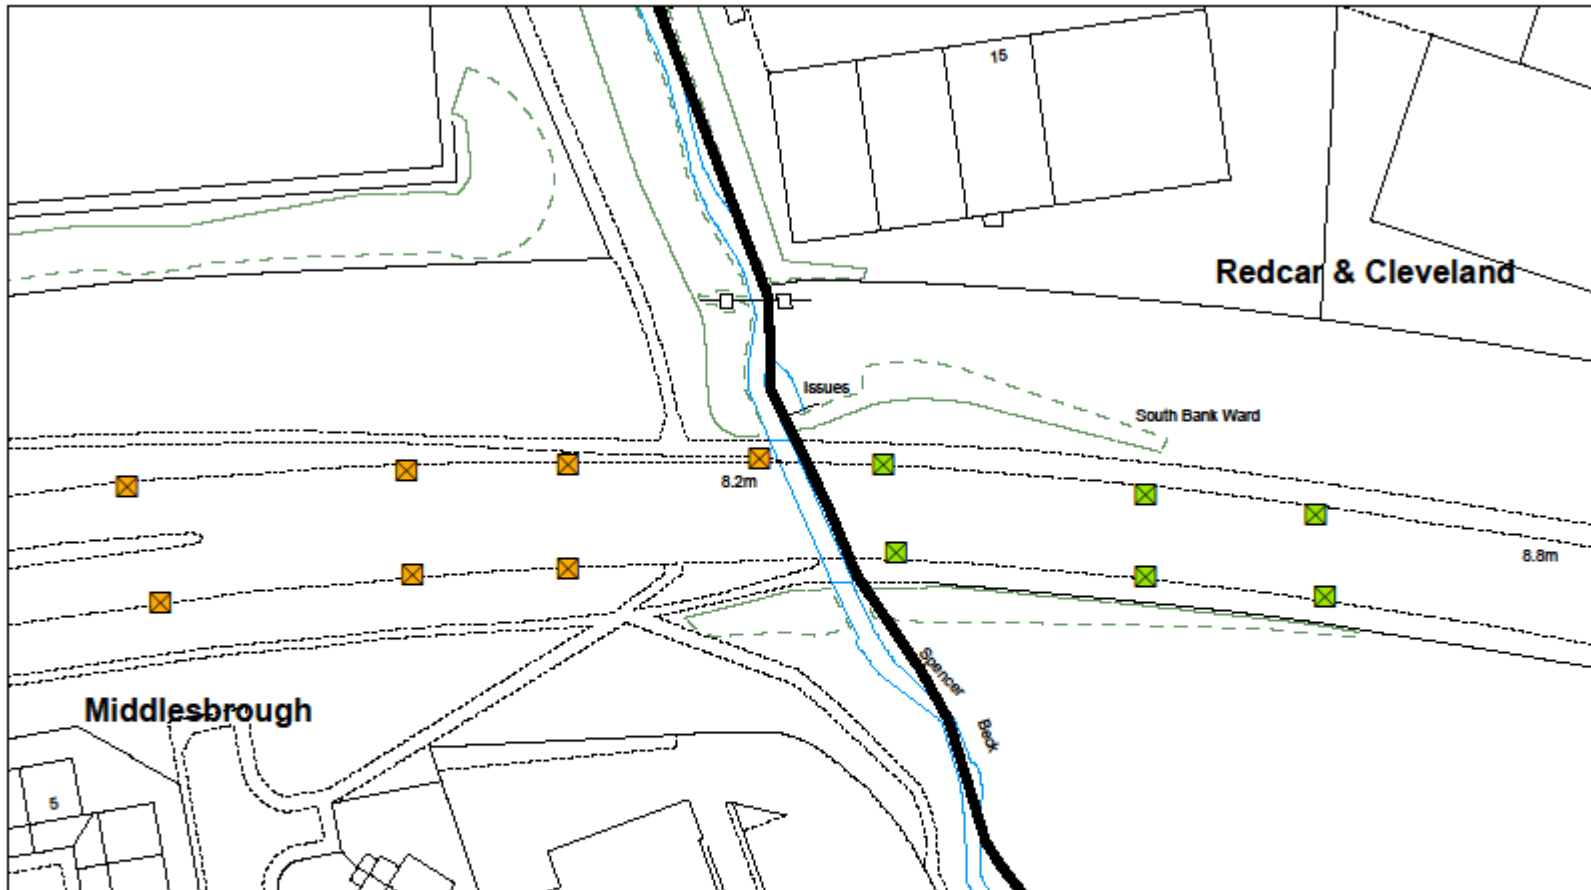 15
Redcar & Cleveland
Issues
South Bank Ward
8.2m
8.8m
Spencer
Beck
Middlesbrough
5